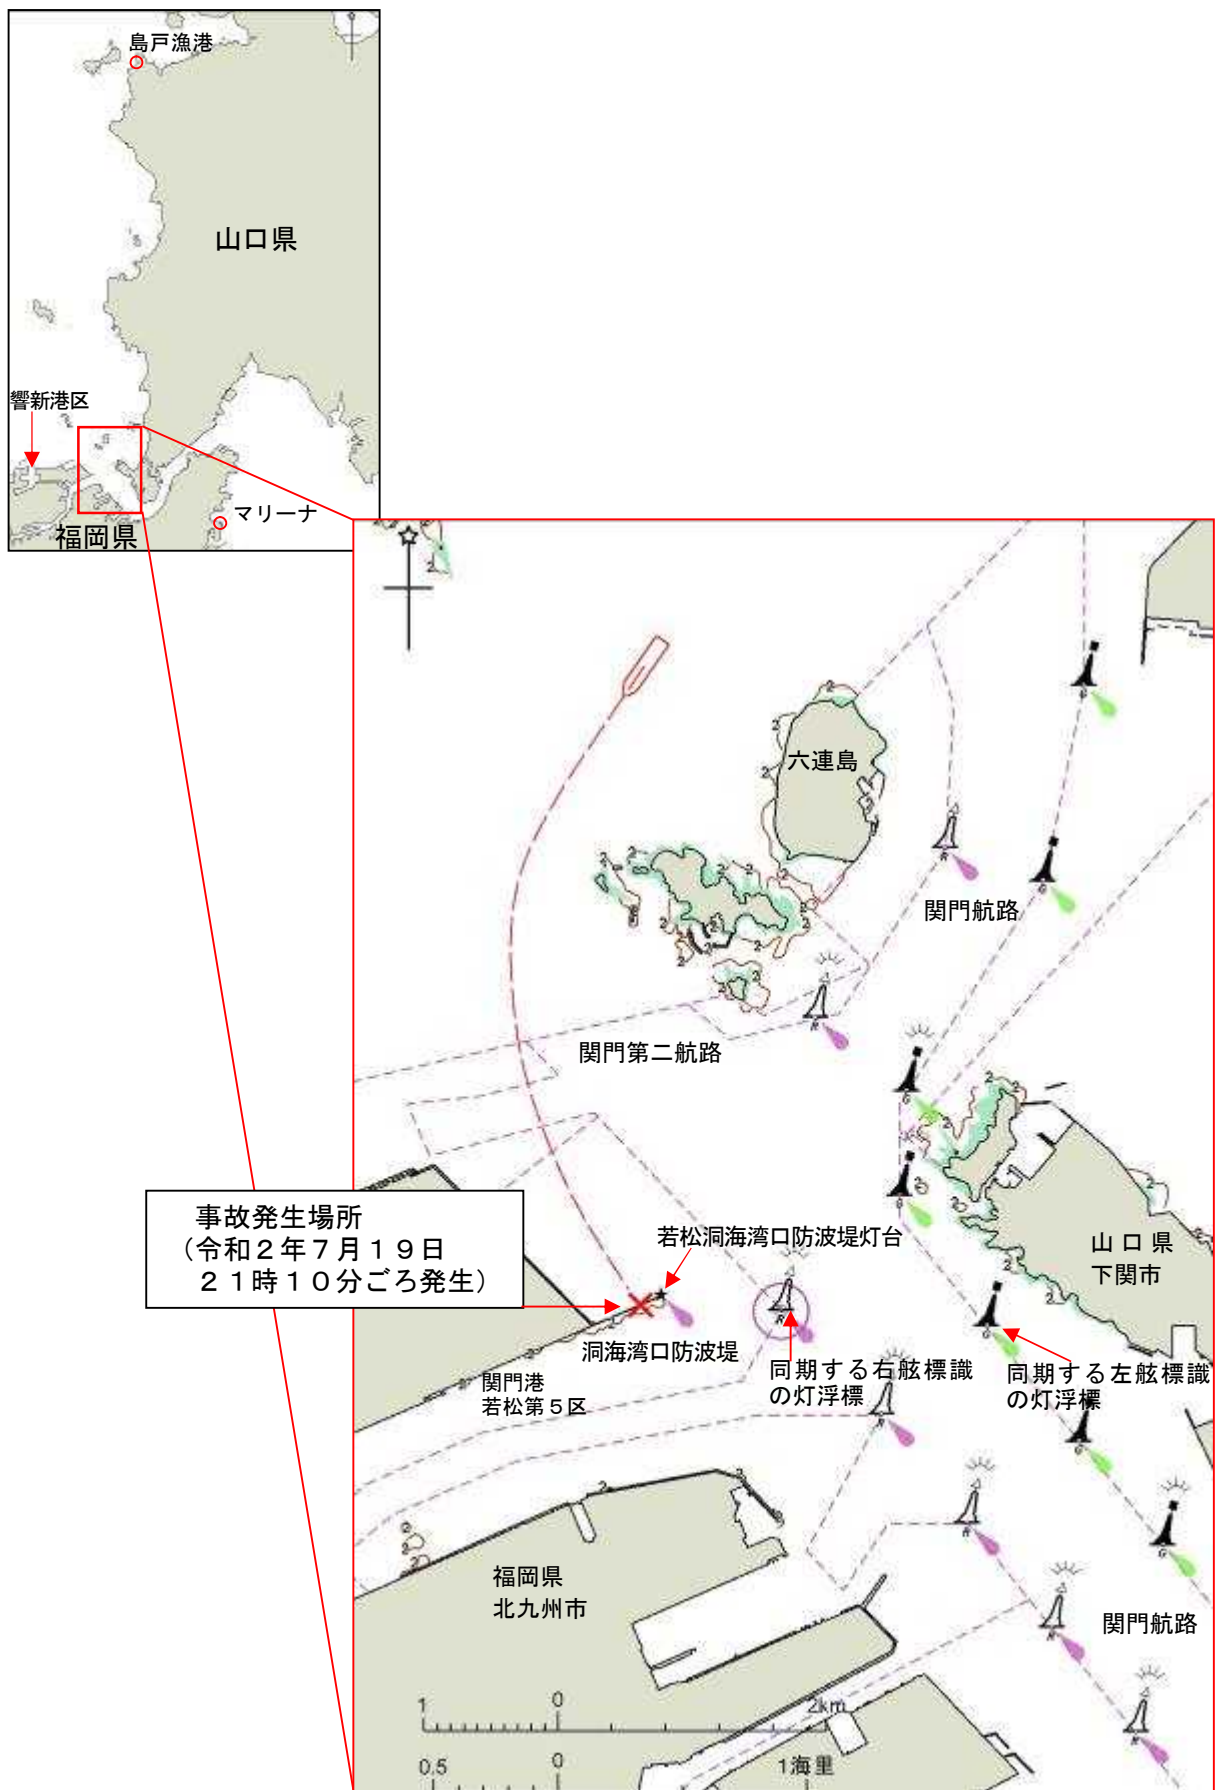 島戸漁港
山口県
響新港区
マリーナ
福岡県
六連島
関門航路
関門第二航路
事故発生場所
（令和２年７月１９日
２１時１０分ごろ発生）
若松洞海湾口防波堤灯台
山口県
下関市
洞海湾口防波堤
同期する右舷標識
の灯浮標
同期する左舷標識
の灯浮標
関門港
若松第５区
福岡県
北九州市
関門航路
1 0 2km
0.5 0 1海里